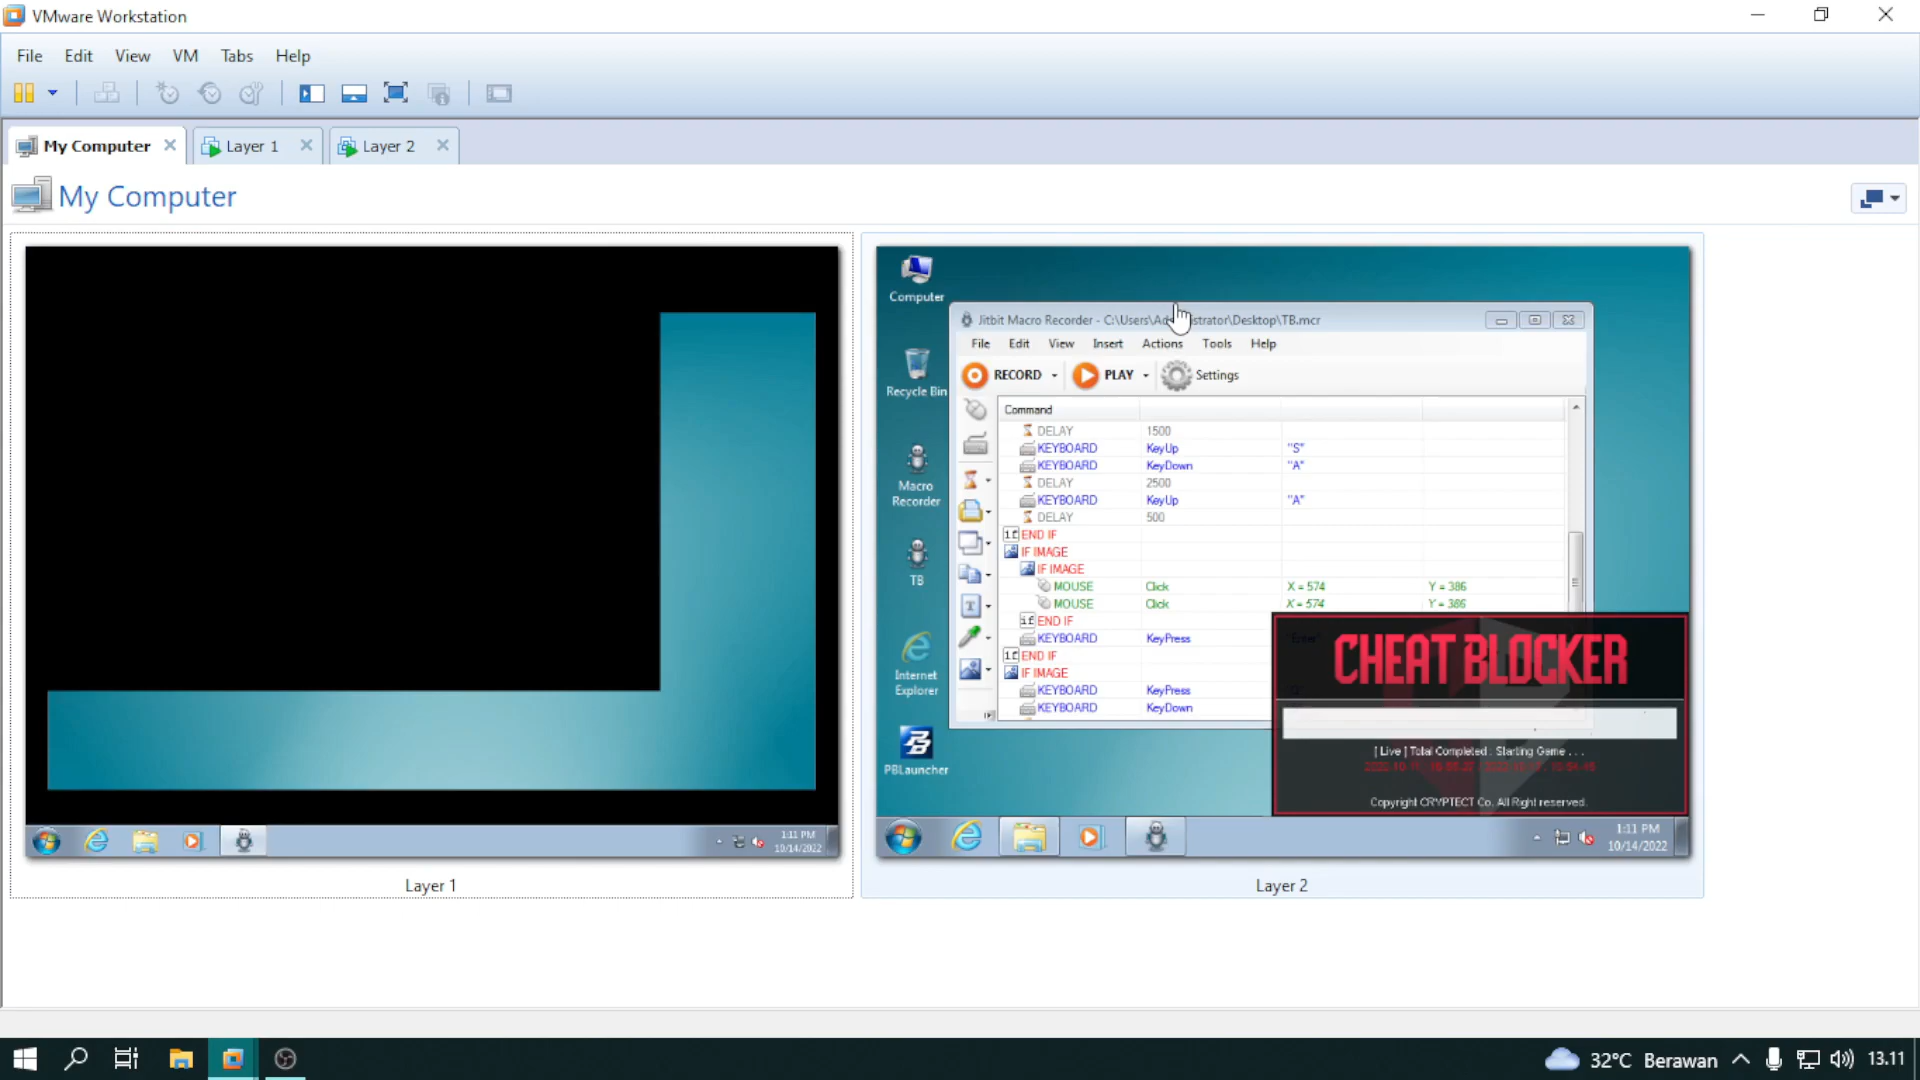 VMware Workstation
File Edit View VM Tabs Help
My Computer Layer 1 Layer 2
My Computer
Computer
Recycle Bin
Macro Recorder
TB
Internet Explorer
PBLauncher
Jitbit Macro Recorder - C:\Users\Administrator\Desktop\TB.mcr
File Edit View Insert Actions Tools Help
RECORD PLAY Settings
Command
DELAY 1500
KEYBOARD KeyUp "S"
KEYBOARD KeyDown "A"
DELAY 2500
KEYBOARD KeyUp "A"
DELAY 500
if END IF
IF IMAGE
IF IMAGE
MOUSE Click X = 574 Y = 386
MOUSE Click X = 574 Y = 386
if END IF
KEYBOARD KeyPress
if END IF
IF IMAGE
KEYBOARD KeyPress
KEYBOARD KeyDown
CHEAT BLOCKER
[ Live ] Total Completed . Starting Game . . .
Copyright CRYPTECT Co. All Right reserved.
1:11 PM
10/14/2022
1:11 PM
10/14/2022
Layer 1
Layer 2
32°C Berawan 13.11